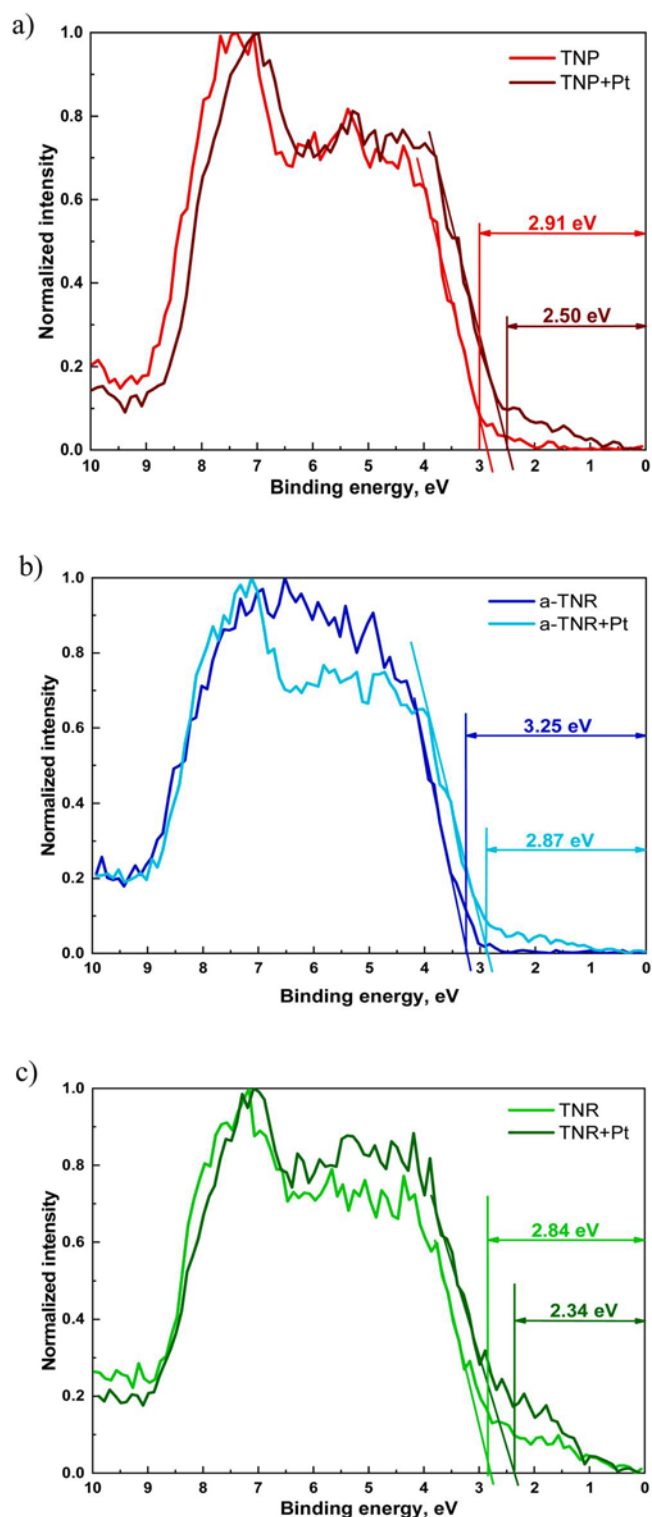 a)
1.0
TNP
TNP+Pt
0.8
0.6
2.91 eV
0.4
2.50 eV
0.2
0.0
10 9 8 7 6 5 4 3 2 1 0
Normalized intensity
Binding energy, eV
b)
1.0
a-TNR
a-TNR+Pt
0.8
0.6
3.25 eV
0.4
2.87 eV
0.2
0.0
10 9 8 7 6 5 4 3 2 1 0
Normalized intensity
Binding energy, eV
c)
1.0
TNR
TNR+Pt
0.8
0.6
2.84 eV
0.4
2.34 eV
0.2
0.0
10 9 8 7 6 5 4 3 2 1 0
Normalized intensity
Binding energy, eV